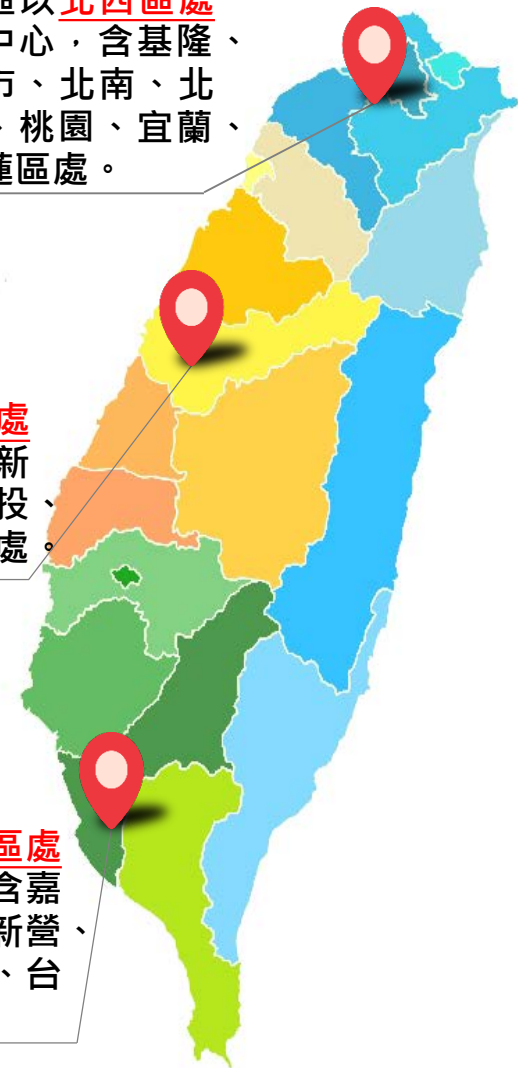 以北西區處
中心，含基隆、
市、北南、北
、桃園、宜蘭、
蓮區處。
處
新
投、
處。
區處
含嘉
新營、
、台